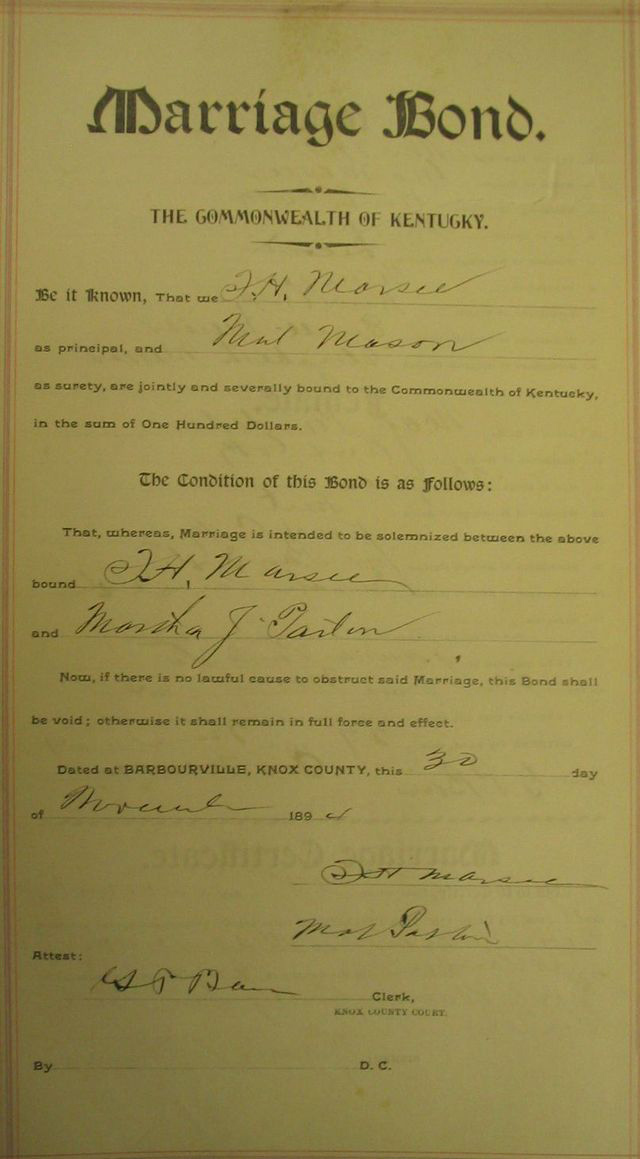 Marriage Bond.
THE COMMONWEALTH OF KENTUCKY.
Be it Known, That we J.H. Marsee
as principal, and Mat Mason
as surety, are jointly and severally bound to the Commonwealth of Kentucky,
in the sum of One Hundred Dollars.
The Condition of this Bond is as Follows:
That, whereas, Marriage is intended to be solemnized between the above
bound J.H. Marsee
and Martha J.
Now, if there is no lawful cause to obstruct said Marriage, this Bond shall
be void; otherwise it shall remain in full force and effect.
Dated at BARBOURVILLE, KNOX COUNTY, this 30 day
of November 189
J H Marsee
Attest:
Clerk,
KNOX COUNTY COURT.
By D. C.